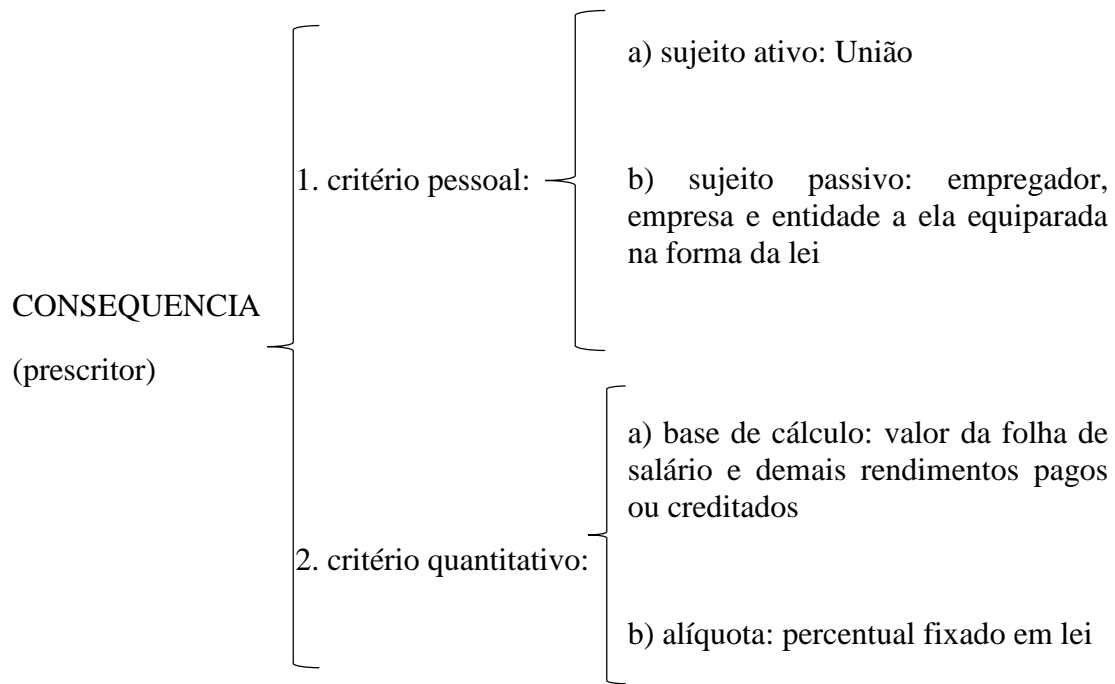 CONSEQUENCIA
(prescritor)
1. critério pessoal:
a) sujeito ativo: União
b) sujeito passivo: empregador,
empresa e entidade a ela equiparada
na forma da lei
2. critério quantitativo:
a) base de cálculo: valor da folha de
salário e demais rendimentos pagos
ou creditados
b) alíquota: percentual fixado em lei